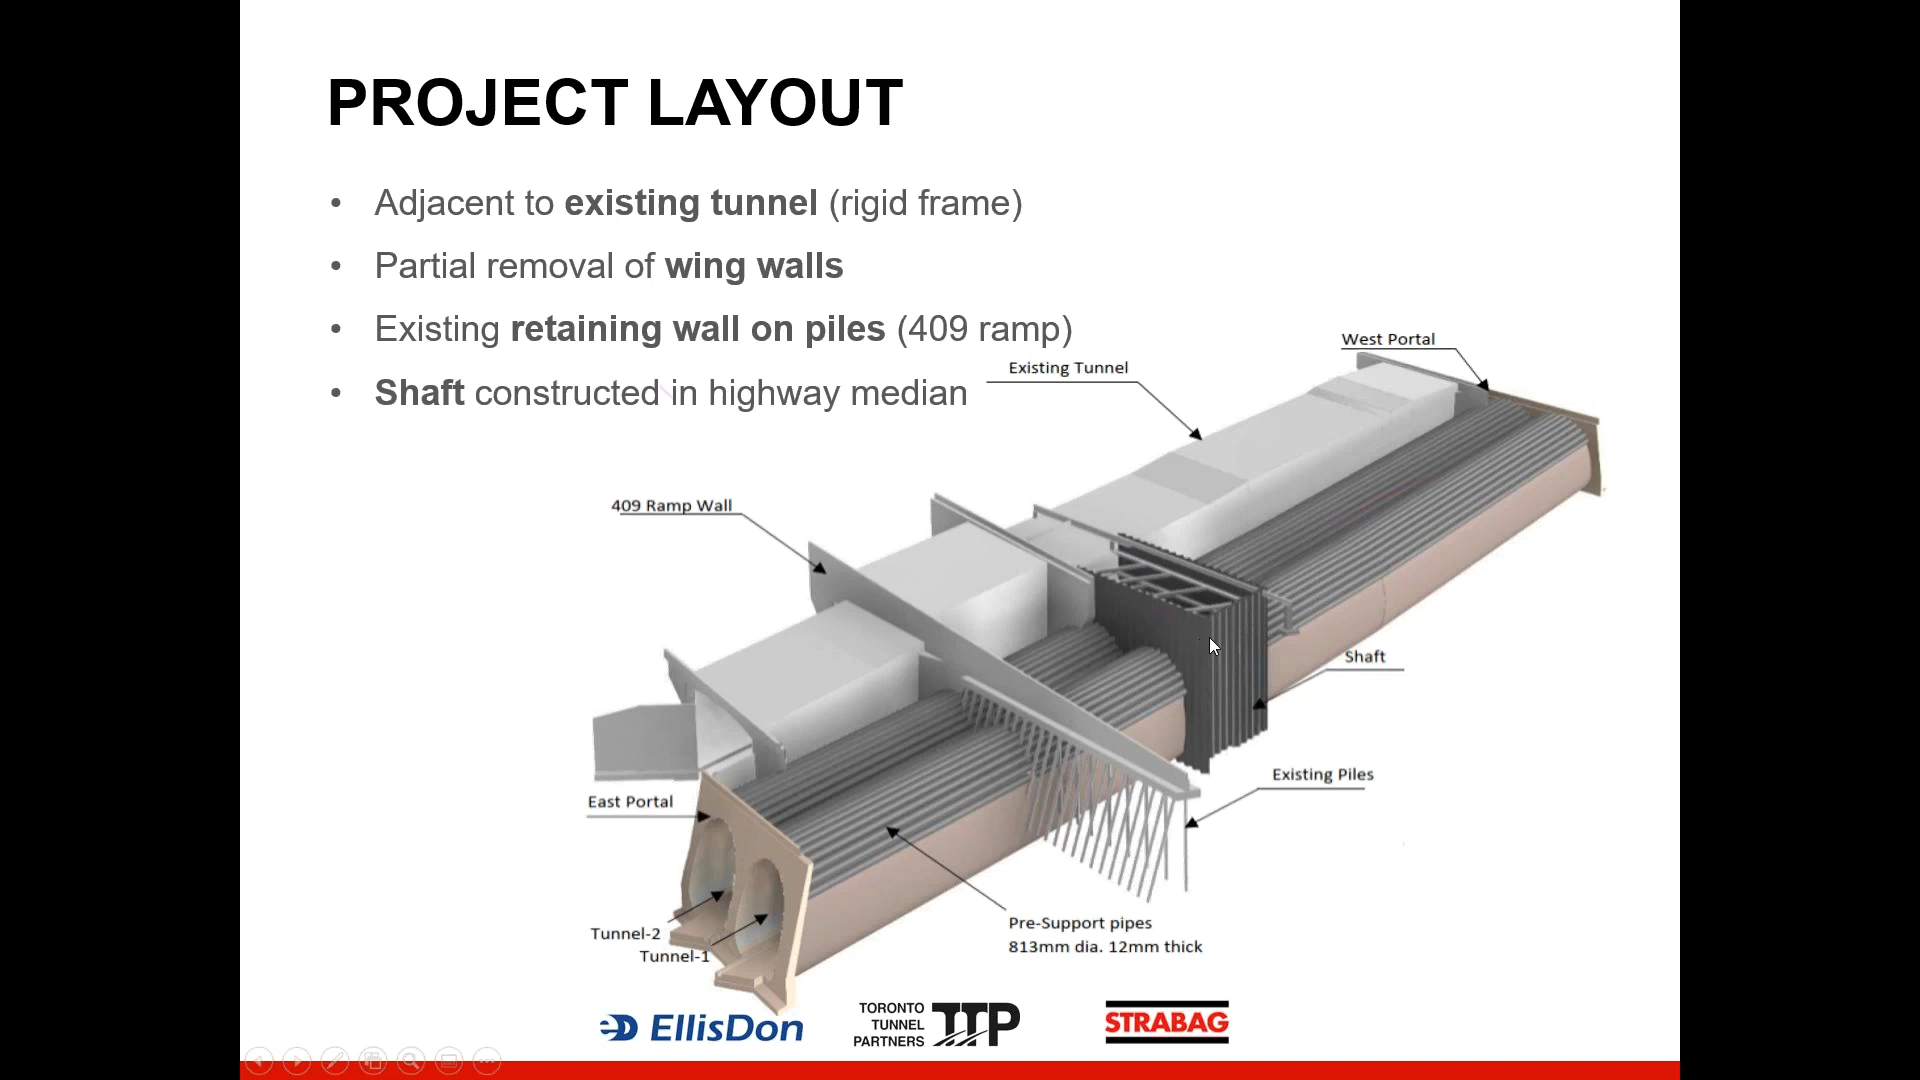 PROJECT LAYOUT
• Adjacent to existing tunnel (rigid frame)
• Partial removal of wing walls
• Existing retaining wall on piles (409 ramp)
• Shaft constructed in highway median
West Portal
Existing Tunnel
409 Ramp Wall
Shaft
Existing Piles
East Portal
Pre-Support pipes
813mm dia. 12mm thick
Tunnel-2
Tunnel-1
EllisDon
TORONTO
TUNNEL
PARTNERS
TTP
STRABAG